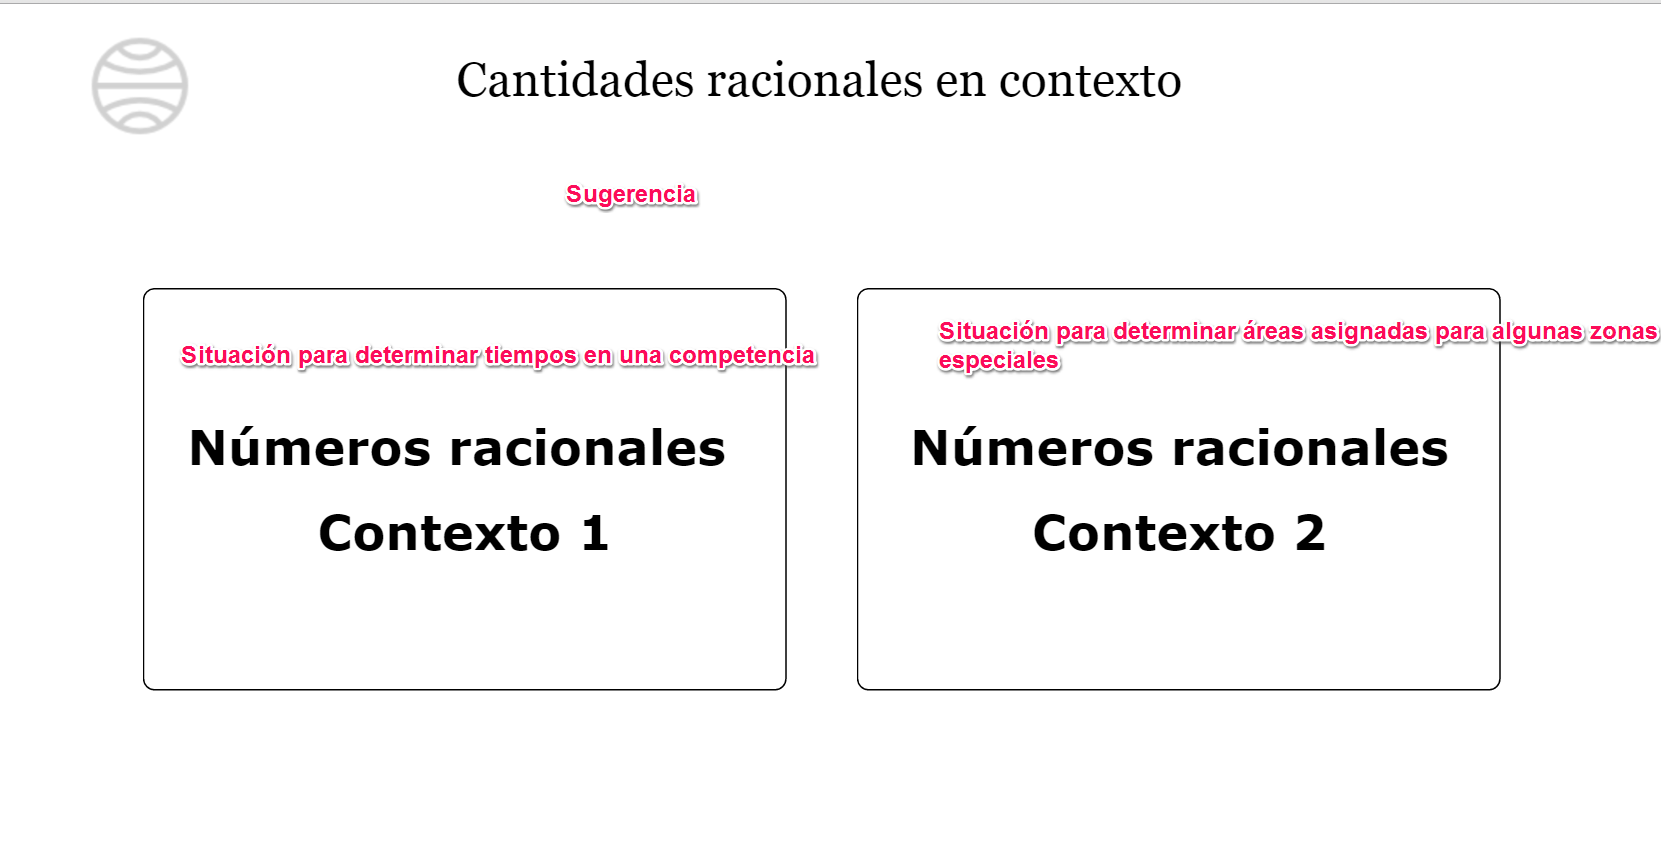 Cantidades racionales en contexto
Sugerencia
Situación para determinar tiempos en una competencia
Números racionales
Contexto 1
Situación para determinar áreas asignadas para algunas zonas
especiales
Números racionales
Contexto 2